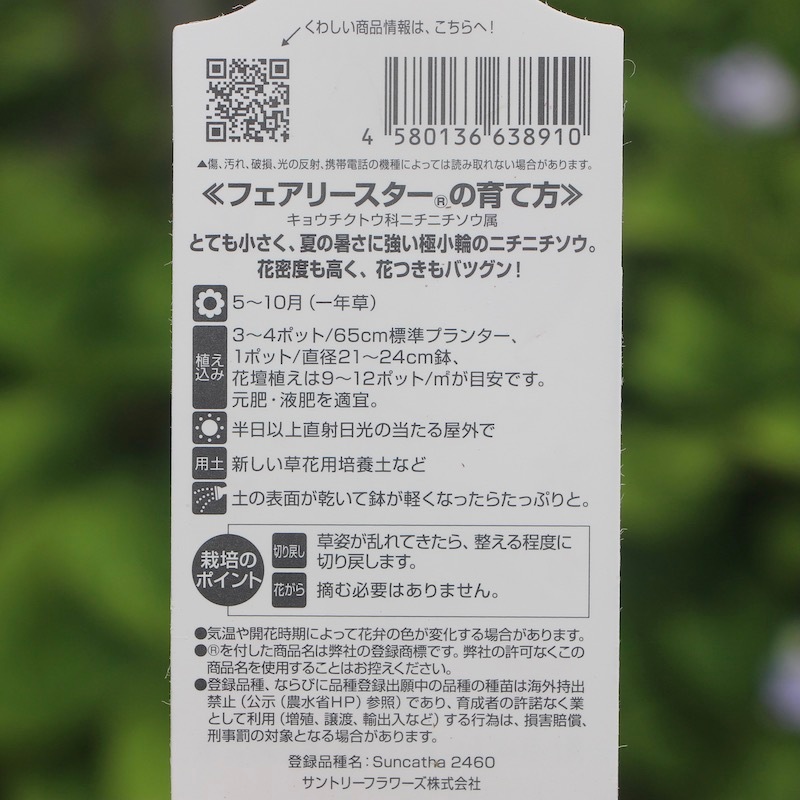 くわしい商品情報は、こちらへ!
4 580136 638910
▲傷、汚れ、破損、光の反射、携帯電話の機種によっては読み取れない場合があります。
≪フェアリースター®の育て方≫
キョウチクトウ科ニチニチソウ属
とても小さく、夏の暑さに強い極小輪のニチニチソウ。
花密度も高く、花つきもバツグン!
5〜10月(一年草)
植え込み
3〜4ポット/65cm標準プランター、
1ポット/直径21〜24cm鉢、
花壇植えは9〜12ポット/㎡が目安です。
元肥・液肥を適宜。
半日以上直射日光の当たる屋外で
用土 新しい草花用培養土など
土の表面が乾いて鉢が軽くなったらたっぷりと。
栽培のポイント
切り戻し 草姿が乱れてきたら、整える程度に
切り戻します。
花がら 摘む必要はありません。
●気温や開花時期によって花弁の色が変化する場合があります。
●®を付した商品名は弊社の登録商標です。弊社の許可なくこの
商品名を使用することはお控えください。
●登録品種、ならびに品種登録出願中の品種の種苗は海外持出
禁止(公示(農水省HP)参照)であり、育成者の許諾なく業
として利用(増殖、譲渡、輸出入など)する行為は、損害賠償、
刑事罰の対象となる場合があります。
登録品種名:Suncatha 2460
サントリーフラワーズ株式会社